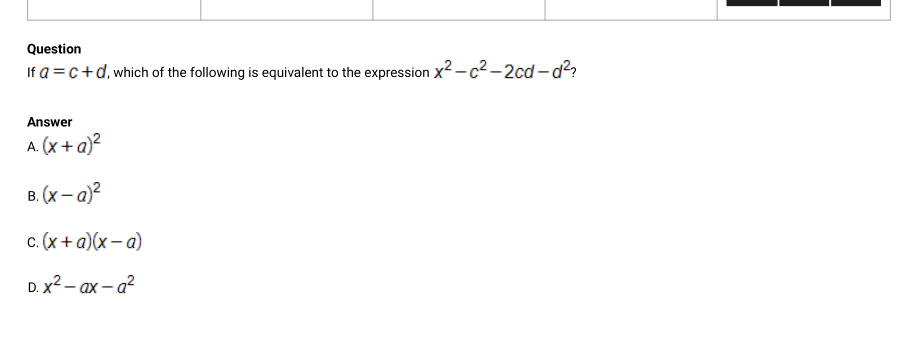 Question
If a = c + d, which of the following is equivalent to the expression x² − c² − 2cd − d²?
Answer
A. (x + a)²
B. (x − a)²
C. (x + a)(x − a)
D. x² − ax − a²